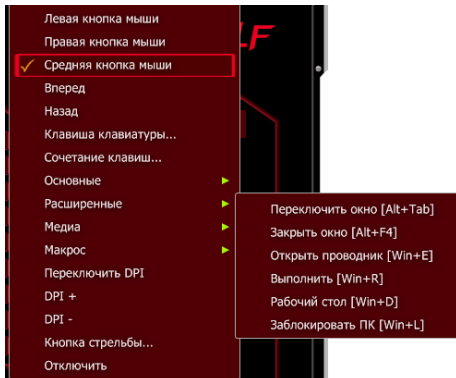 Левая кнопка мыши
Правая кнопка мыши
LF
Средняя кнопка мыши
Вперед
Назад
Клавиша клавиатуры...
Сочетание клавиш...
Основные
Расширенные
Медиа
Макрос
Переключить DPI
DPI +
DPI -
Кнопка стрельбы...
Отключить
Переключить окно [Alt+Tab]
Закрыть окно [Alt+F4]
Открыть проводник [Win+E]
Выполнить [Win+R]
Рабочий стол [Win+D]
Заблокировать ПК [Win+L]